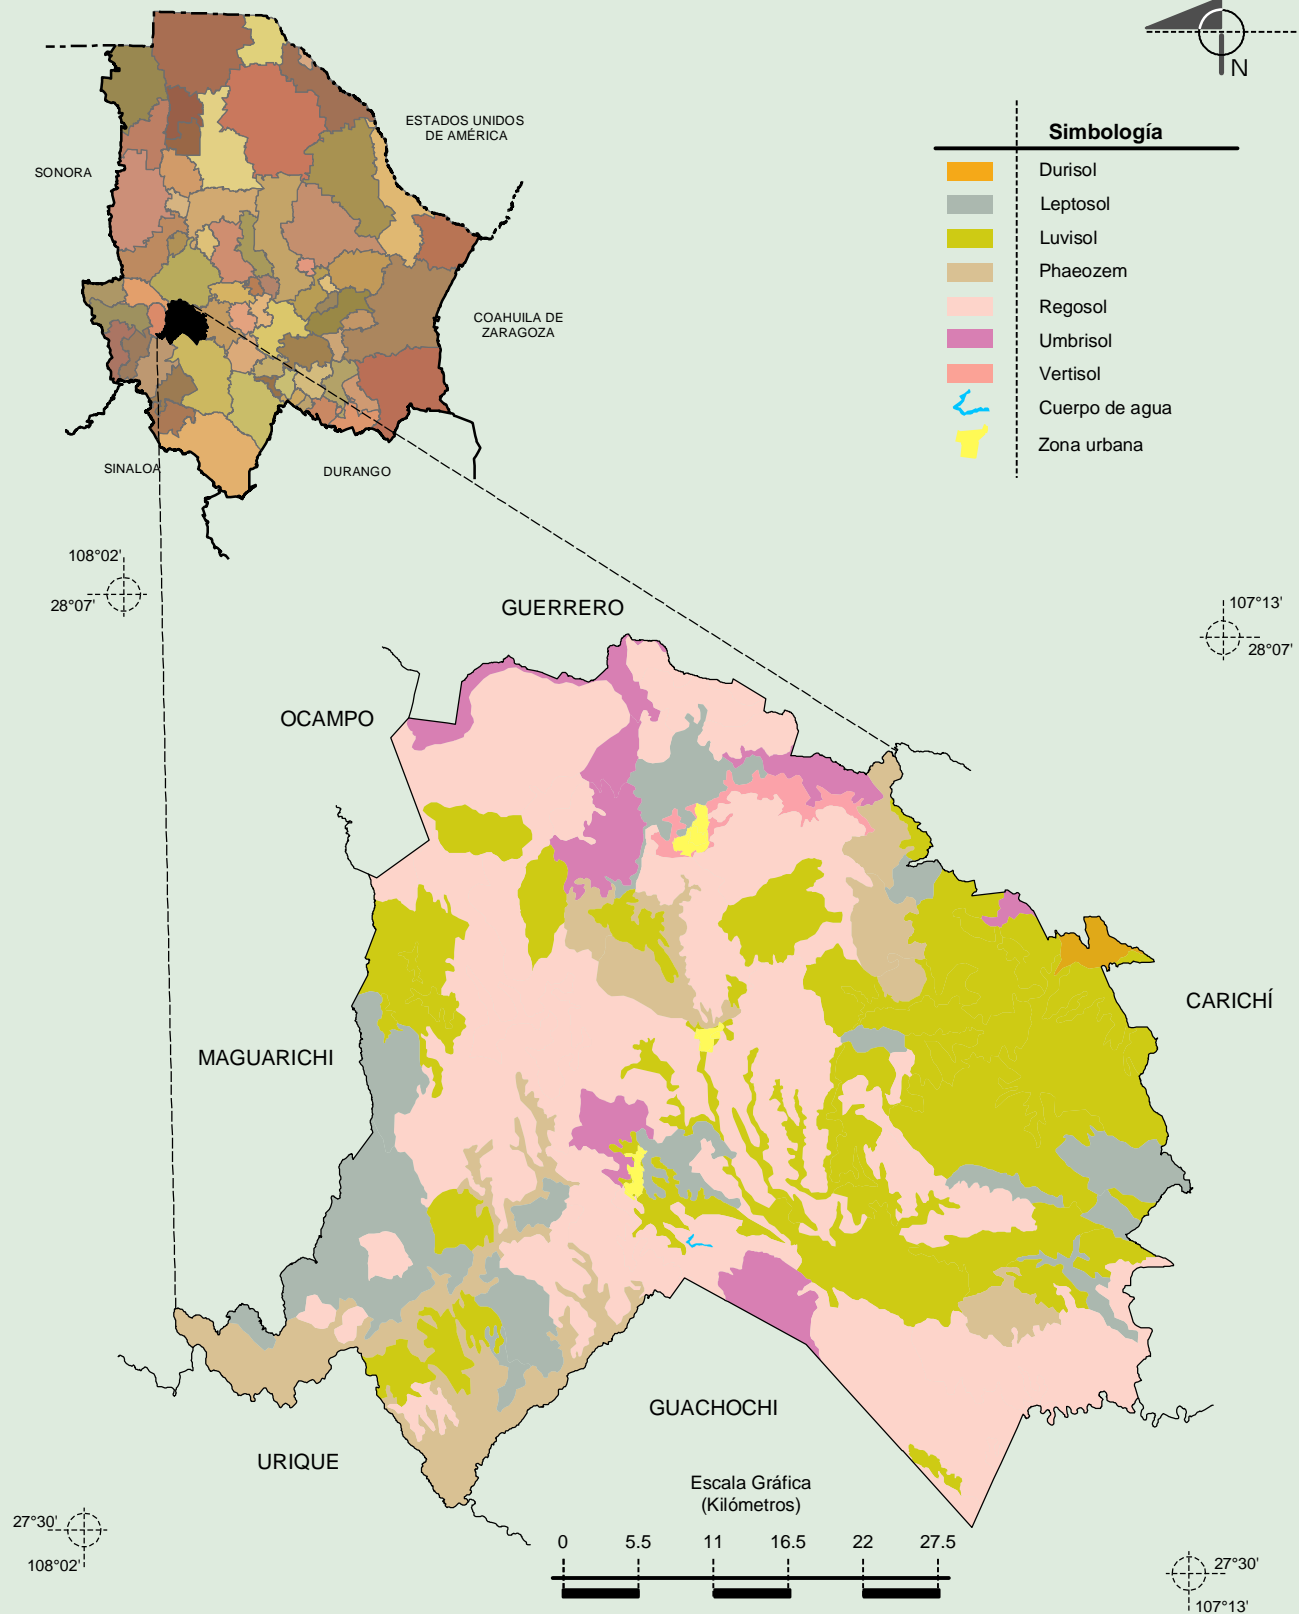 N
ESTADOS UNIDOS
DE AMÉRICA
SONORA
COAHUILA DE
ZARAGOZA
SINALOA
DURANGO
Simbología
Durisol
Leptosol
Luvisol
Phaeozem
Regosol
Umbrisol
Vertisol
Cuerpo de agua
Zona urbana
108°02'
28°07'
107°13'
28°07'
GUERRERO
OCAMPO
CARICHÍ
MAGUARICHI
GUACHOCHI
URIQUE
Escala Gráfica
(Kilómetros)
0 5.5 11 16.5 22 27.5
27°30'
108°02'
27°30'
107°13'